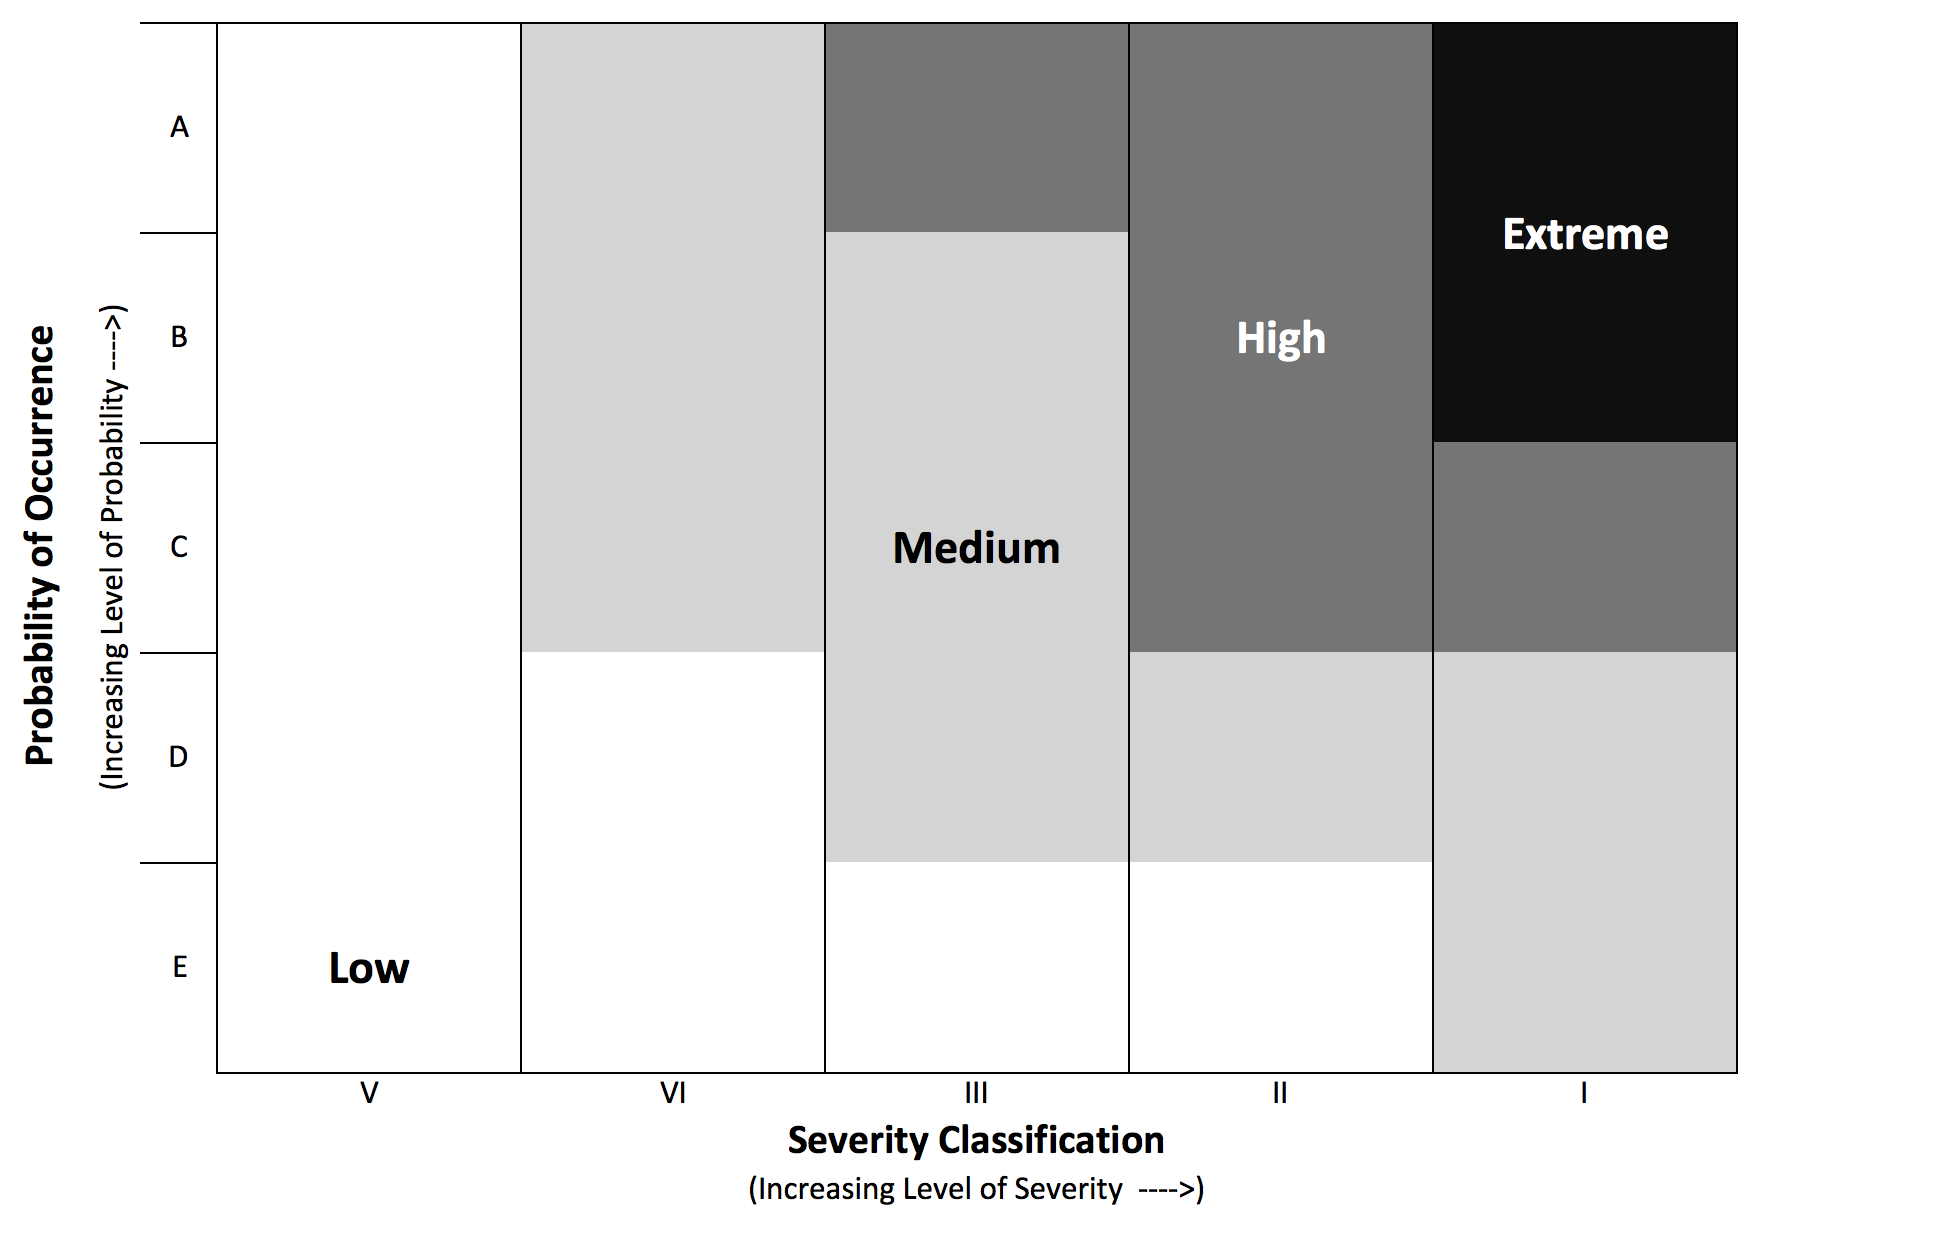 Probability of Occurrence
(Increasing Level of Probability ---->)
A
B
C
D
E
Extreme
High
Medium
Low
V
VI
III
II
I
Severity Classification
(Increasing Level of Severity ---->)